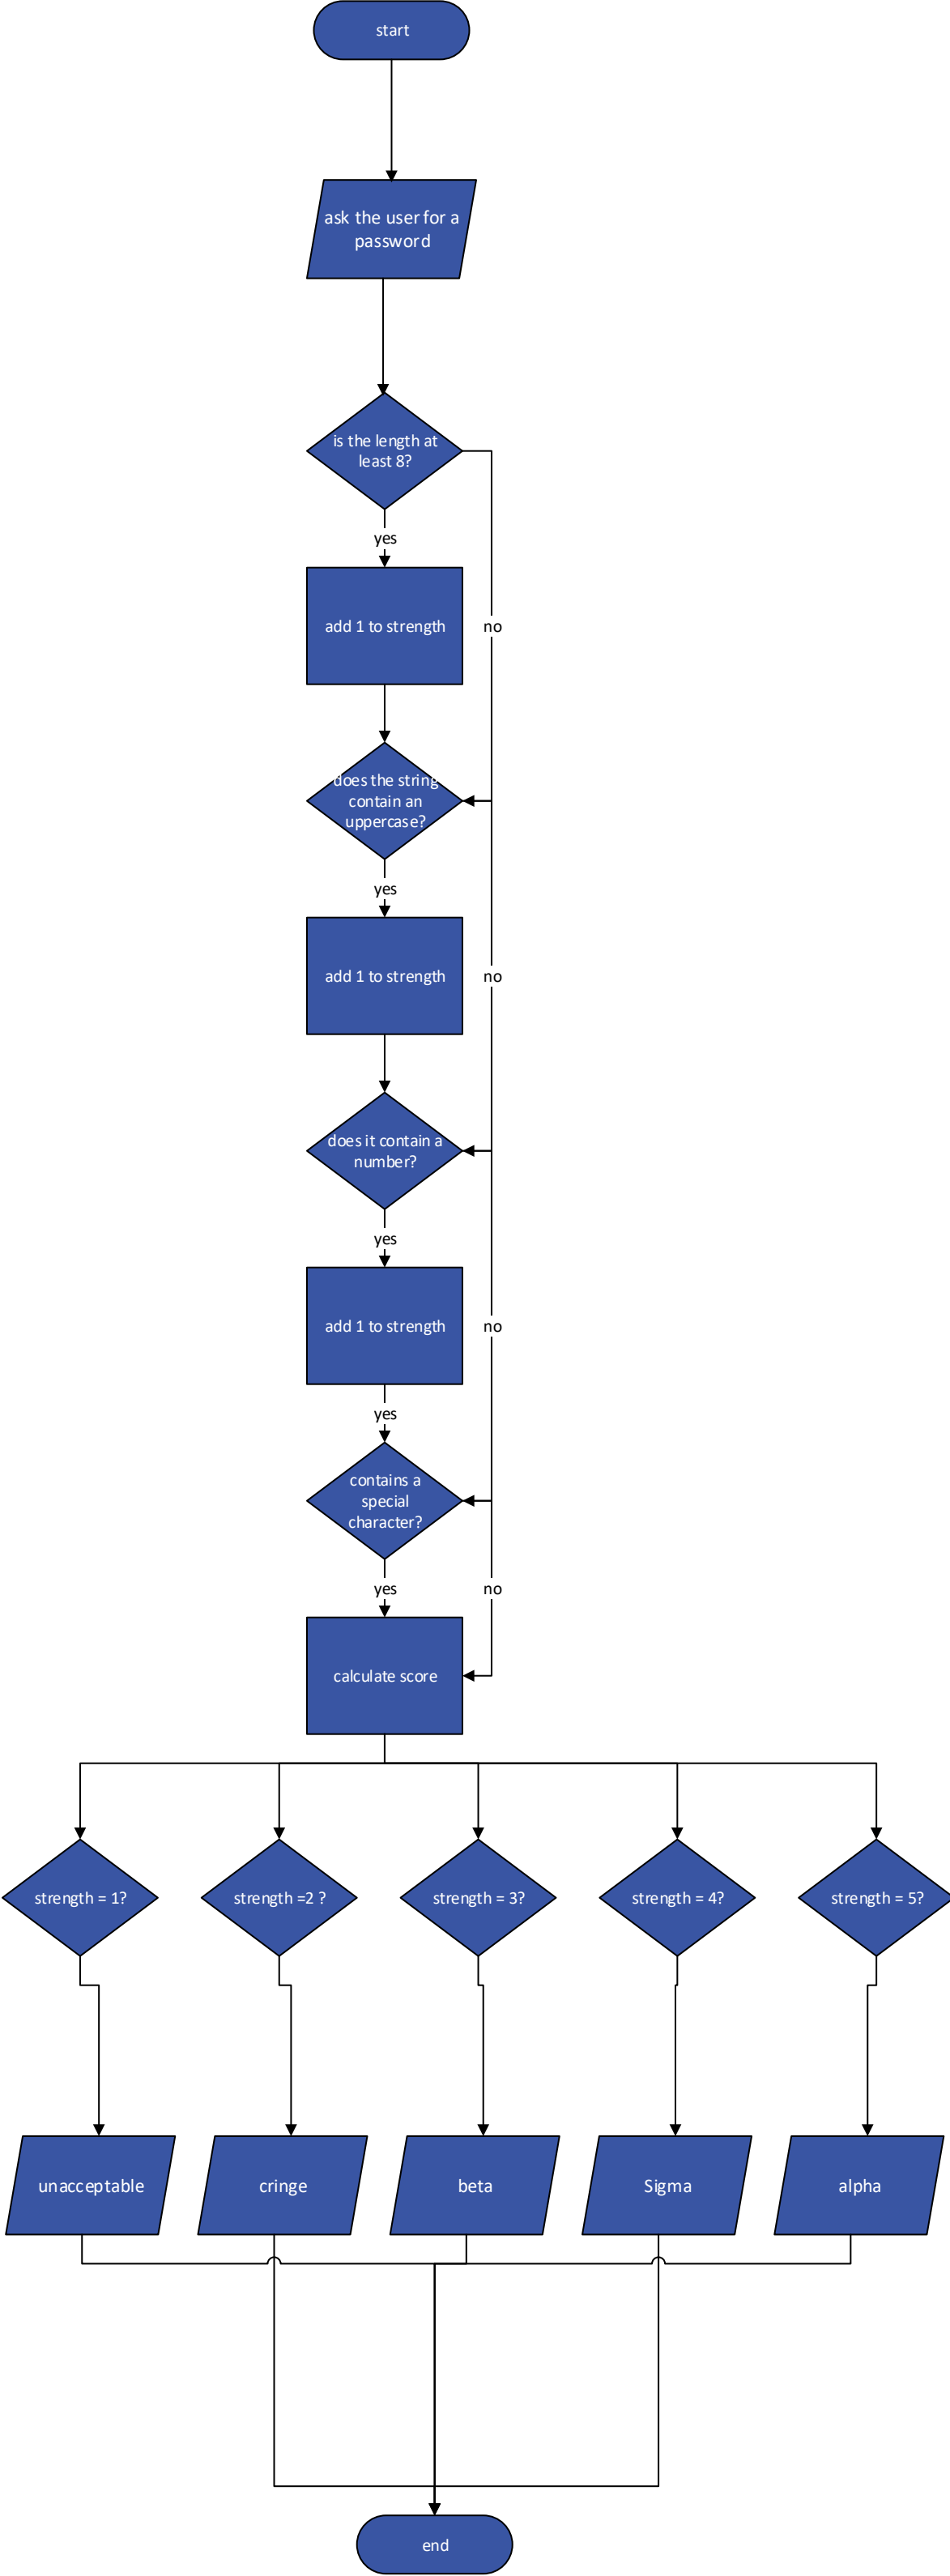 start
ask the user for a
password
is the length at
least 8?
yes
add 1 to strength
no
does the string
contain an
uppercase?
yes
add 1 to strength
no
does it contain a
number?
yes
add 1 to strength
no
yes
contains a
special
character?
yes
no
calculate score
strength = 1?
strength =2 ?
strength = 3?
strength = 4?
strength = 5?
unacceptable
cringe
beta
Sigma
alpha
end